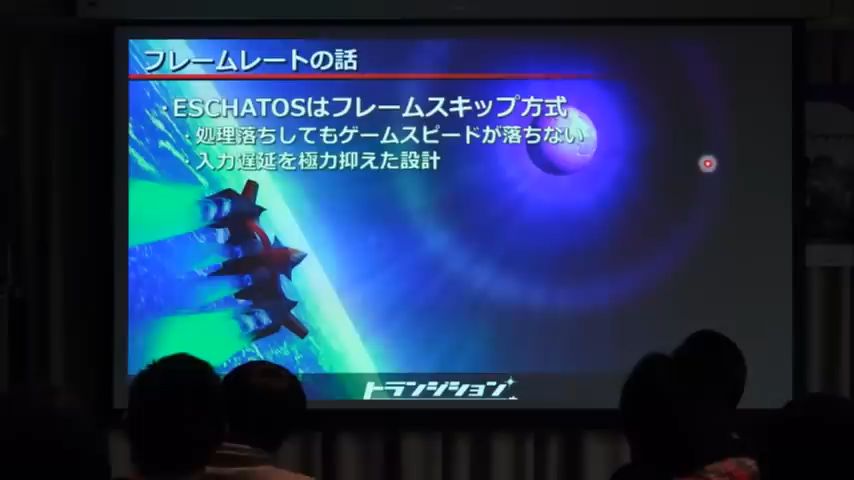 フレームレートの話
・ESCHATOSはフレームスキップ方式
・処理落ちしてもゲームスピードが落ちない
・入力遅延を極力抑えた設計
トランジション